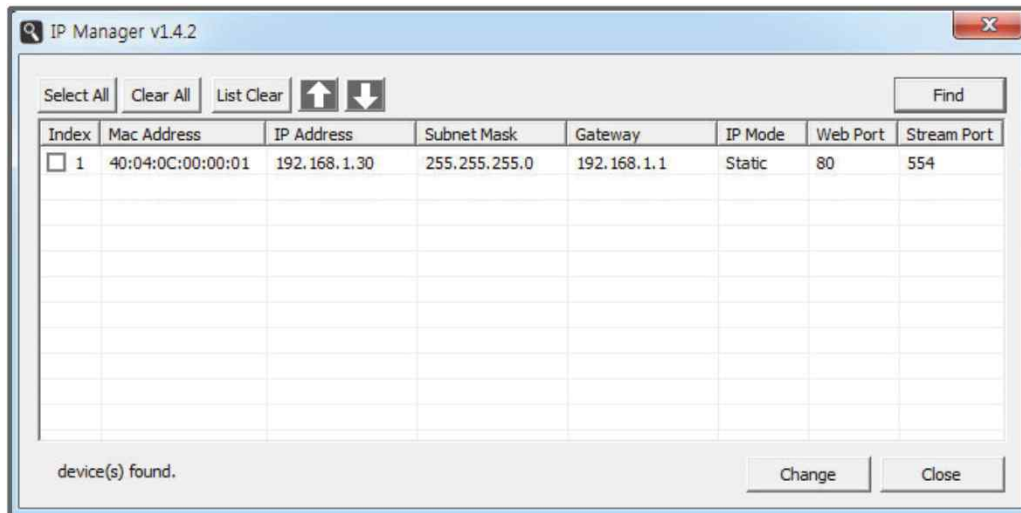 IP Manager v1.4.2
Select All Clear All List Clear Find
Index Mac Address IP Address Subnet Mask Gateway IP Mode Web Port Stream Port
1 40:04:0C:00:00:01 192.168.1.30 255.255.255.0 192.168.1.1 Static 80 554
device(s) found. Change Close